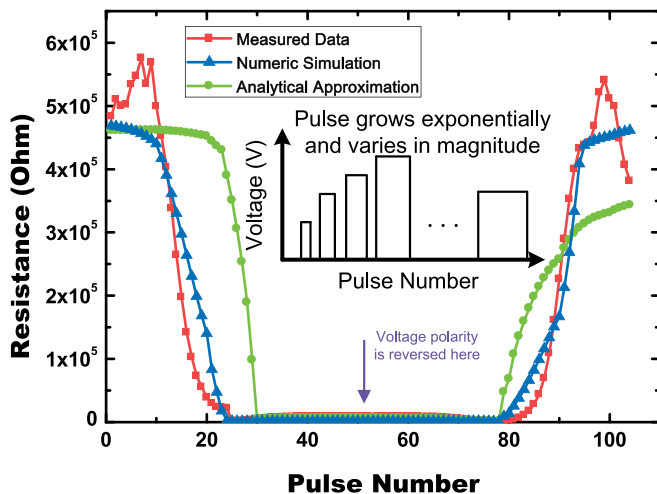 6x10⁵
5x10⁵
4x10⁵
3x10⁵
2x10⁵
1x10⁵
0
Resistance (Ohm)
Measured Data
Numeric Simulation
Analytical Approximation
Pulse grows exponentially
and varies in magnitude
Voltage (V)
. . .
Pulse Number
Voltage polarity
is reversed here
0 20 40 60 80 100
Pulse Number